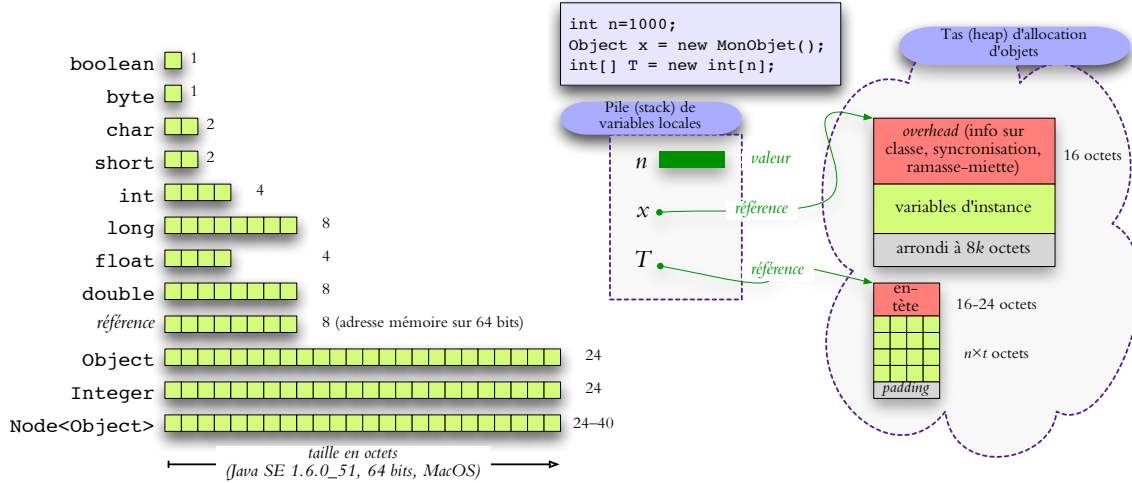 boolean 1
byte 1
char 2
short 2
int 4
long 8
float 4
double 8
référence 8 (adresse mémoire sur 64 bits)
Object 24
Integer 24
Node<Object> 24–40
taille en octets
(Java SE 1.6.0_51, 64 bits, MacOS)
int n=1000;
Object x = new MonObjet();
int[] T = new int[n];
Pile (stack) de
variables locales
n valeur
x référence
T référence
Tas (heap) d'allocation
d'objets
overhead (info sur
classe, syncronisation,
ramasse-miette)
16 octets
variables d'instance
arrondi à 8k octets
en-
tête
16-24 octets
n×t octets
padding